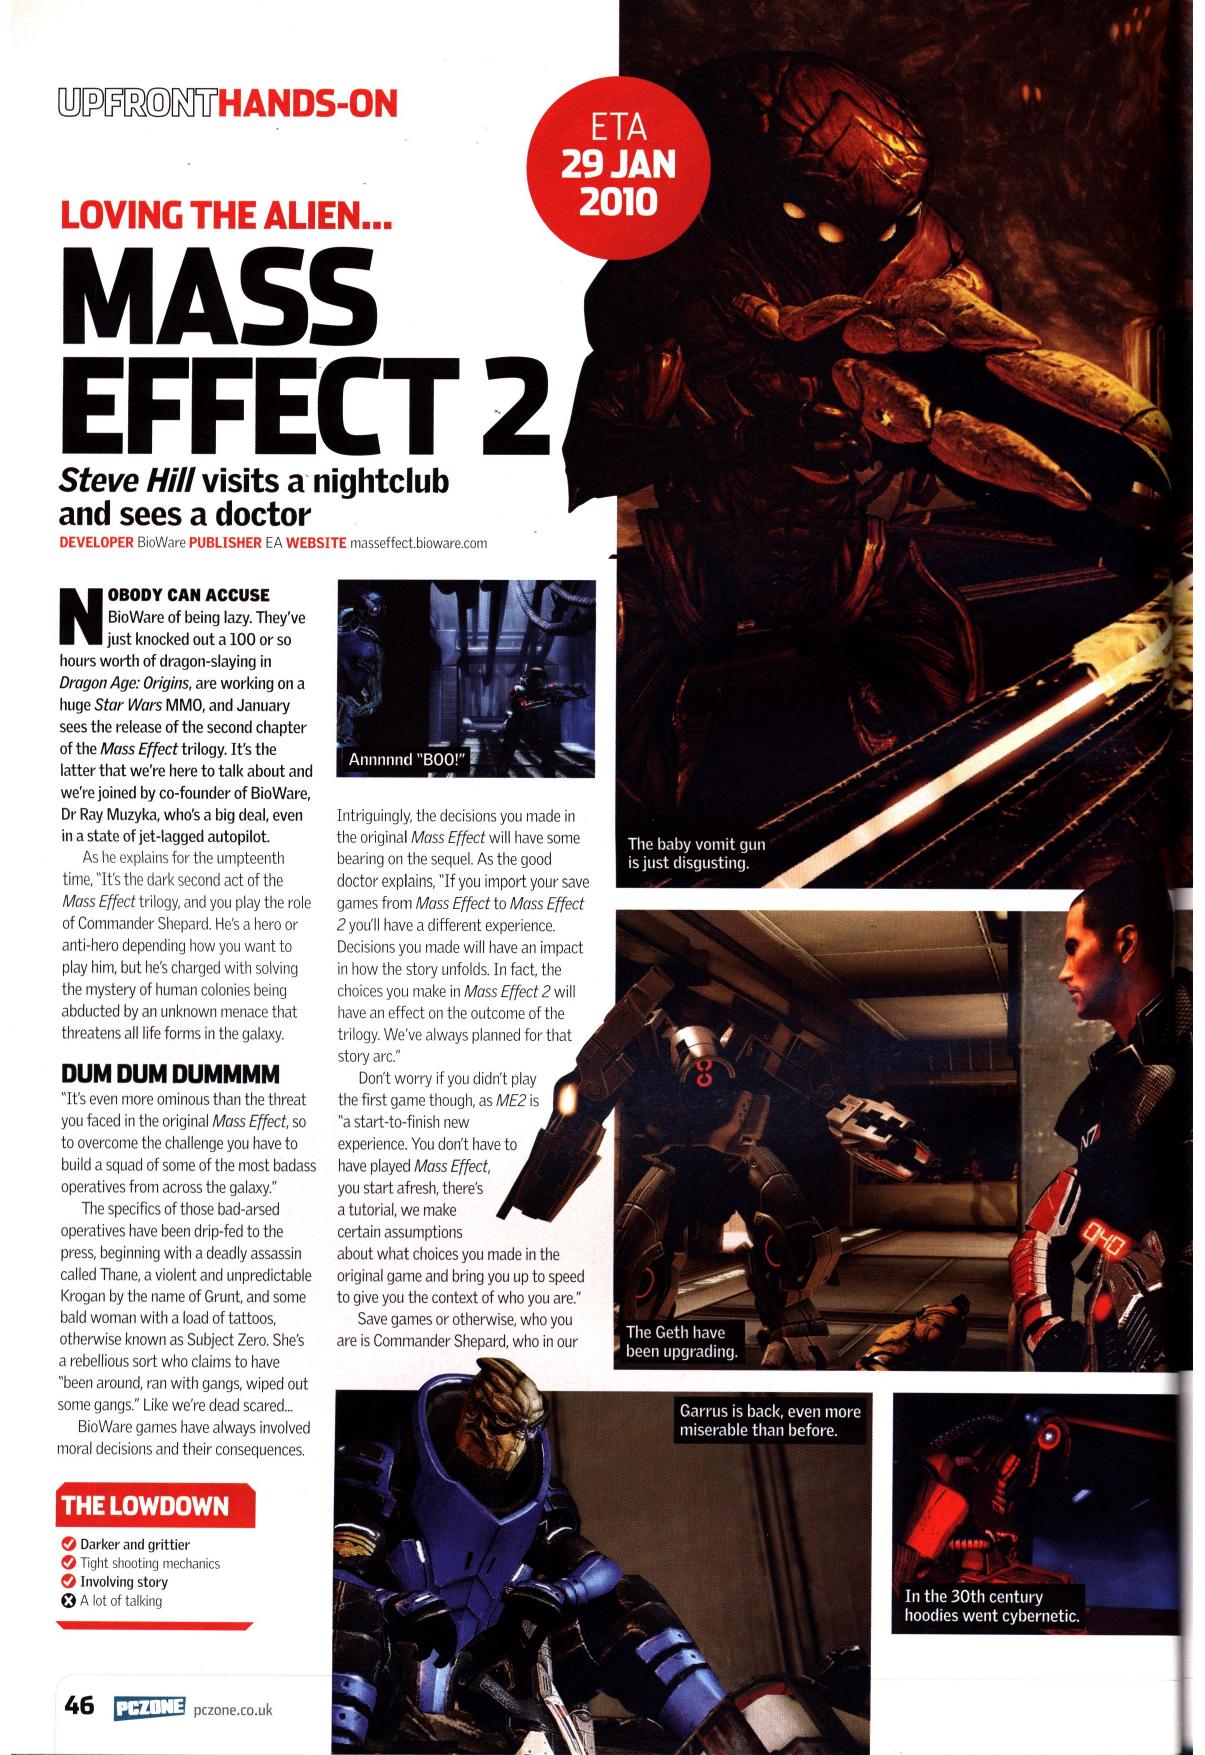 UPFRONTHANDS-ON
ETA
29 JAN
2010
LOVING THE ALIEN...
MASS
EFFECT 2
Steve Hill visits a nightclub
and sees a doctor
DEVELOPER BioWare PUBLISHER EA WEBSITE masseffect.bioware.com
NOBODY CAN ACCUSE
BioWare of being lazy. They've
just knocked out a 100 or so
hours worth of dragon-slaying in
Dragon Age: Origins, are working on a
huge Star Wars MMO, and January
sees the release of the second chapter
of the Mass Effect trilogy. It's the
latter that we're here to talk about and
we're joined by co-founder of BioWare,
Dr Ray Muzyka, who's a big deal, even
in a state of jet-lagged autopilot.
As he explains for the umpteenth
time, "It's the dark second act of the
Mass Effect trilogy, and you play the role
of Commander Shepard. He's a hero or
anti-hero depending how you want to
play him, but he's charged with solving
the mystery of human colonies being
abducted by an unknown menace that
threatens all life forms in the galaxy.
DUM DUM DUMMMM
"It's even more ominous than the threat
you faced in the original Mass Effect, so
to overcome the challenge you have to
build a squad of some of the most badass
operatives from across the galaxy."
The specifics of those bad-arsed
operatives have been drip-fed to the
press, beginning with a deadly assassin
called Thane, a violent and unpredictable
Krogan by the name of Grunt, and some
bald woman with a load of tattoos,
otherwise known as Subject Zero. She's
a rebellious sort who claims to have
"been around, ran with gangs, wiped out
some gangs." Like we're dead scared...
BioWare games have always involved
moral decisions and their consequences.
Annnnnd "BOO!"
Intriguingly, the decisions you made in
the original Mass Effect will have some
bearing on the sequel. As the good
doctor explains, "If you import your save
games from Mass Effect to Mass Effect
2 you'll have a different experience.
Decisions you made will have an impact
in how the story unfolds. In fact, the
choices you make in Mass Effect 2 will
have an effect on the outcome of the
trilogy. We've always planned for that
story arc."
Don't worry if you didn't play
the first game though, as ME2 is
"a start-to-finish new
experience. You don't have to
have played Mass Effect,
you start afresh, there's
a tutorial, we make
certain assumptions
about what choices you made in the
original game and bring you up to speed
to give you the context of who you are."
Save games or otherwise, who you
are is Commander Shepard, who in our
The baby vomit gun
is just disgusting.
N7
040
The Geth have
been upgrading.
Garrus is back, even more
miserable than before.
In the 30th century
hoodies went cybernetic.
THE LOWDOWN
Darker and grittier
Tight shooting mechanics
Involving story
A lot of talking
46 PCZONE pczone.co.uk